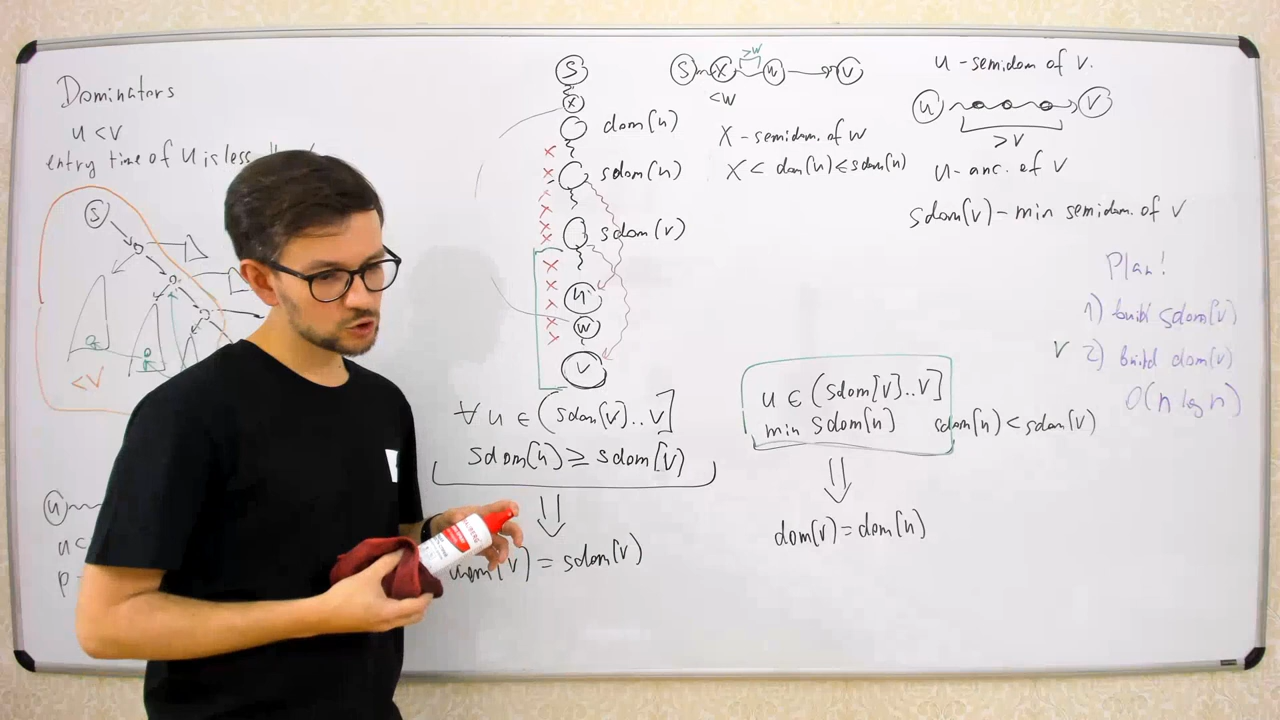 Dominators
u < v
entry time of u is less
S
< v
u
u <
p
S
x
dom[u]
sdom[u]
sdom[v]
u
w
v
∀ u ∈ (sdom[v]..v]
sdom[u] ≥ sdom[v]
⇓
dom[v] = sdom[v]
S x w v
>w
<w
x - semidom. of w
x < dom[u] ≤ sdom[u]
u - semidom of v.
u v
> v
u - anc. of v
sdom[v] - min semidom. of v
Plan!
1) build sdom[v]
v 2) build dom[v]
O(n log n)
u ∈ (sdom[v]..v]
min sdom[u] sdom[u] < sdom[v]
⇓
dom[v] = dom[u]